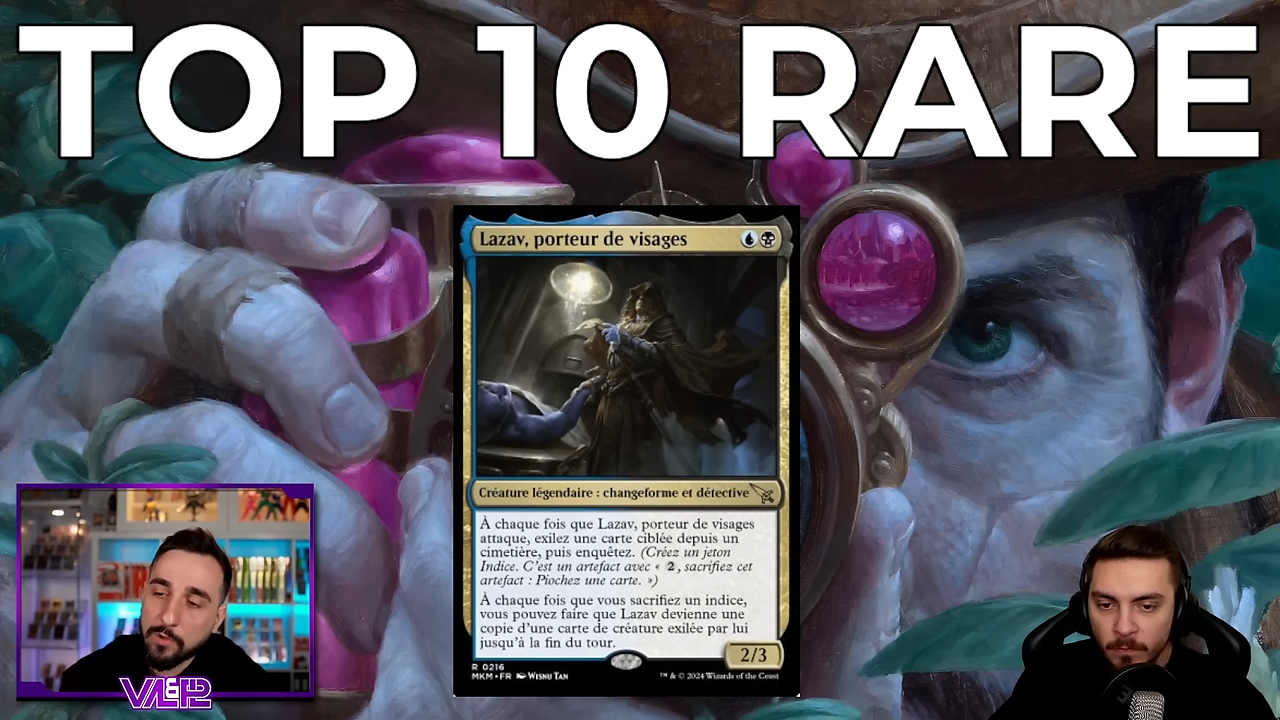 TOP 10 RARE
Lazav, porteur de visages
Créature légendaire : changeforme et détective
À chaque fois que Lazav, porteur de visages
attaque, exilez une carte ciblée depuis un
cimetière, puis enquêtez. (Créez un jeton
Indice. C'est un artefact avec « 2, sacrifiez cet
artefact : Piochez une carte. »)
À chaque fois que vous sacrifiez un indice,
vous pouvez faire que Lazav devienne une
copie d'une carte de créature exilée par lui
jusqu'à la fin du tour.
2/3
R 0216
MKM • FR Wisnu Tan
™ & © 2024 Wizards of the Coast